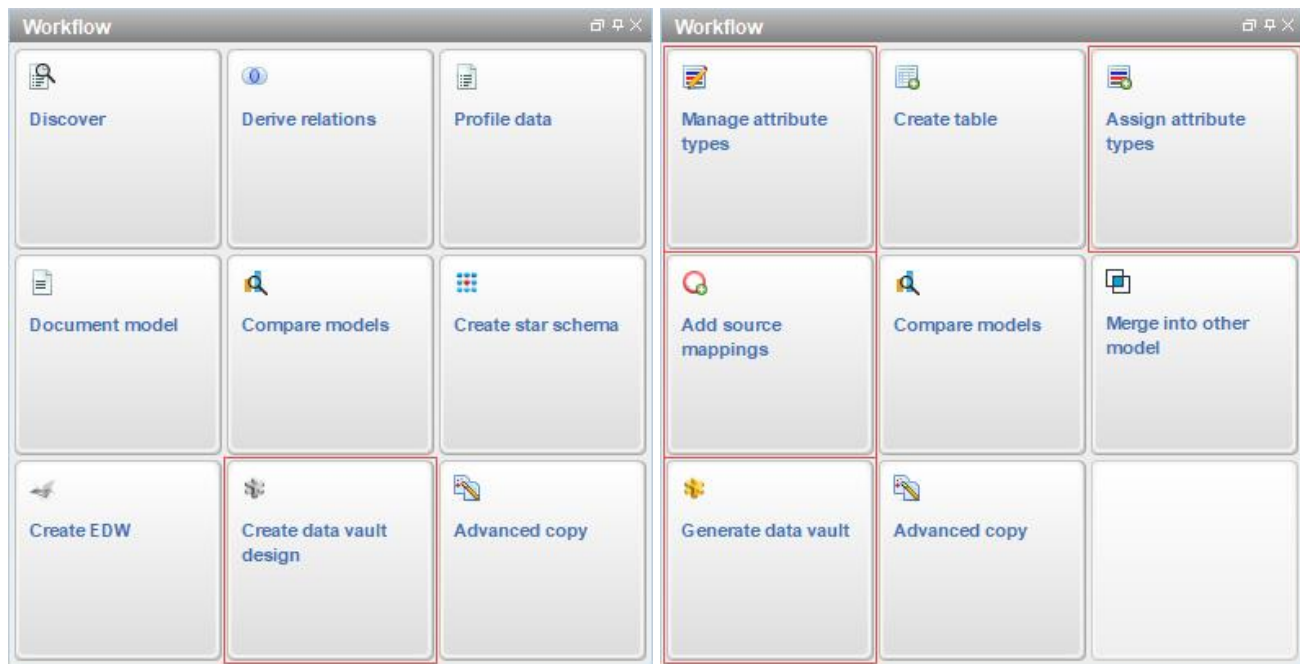 Workflow
Discover
Derive relations
Profile data
Document model
Compare models
Create star schema
Create EDW
Create data vault
design
Advanced copy
Workflow
Manage attribute
types
Create table
Assign attribute
types
Add source
mappings
Compare models
Merge into other
model
Generate data vault
Advanced copy